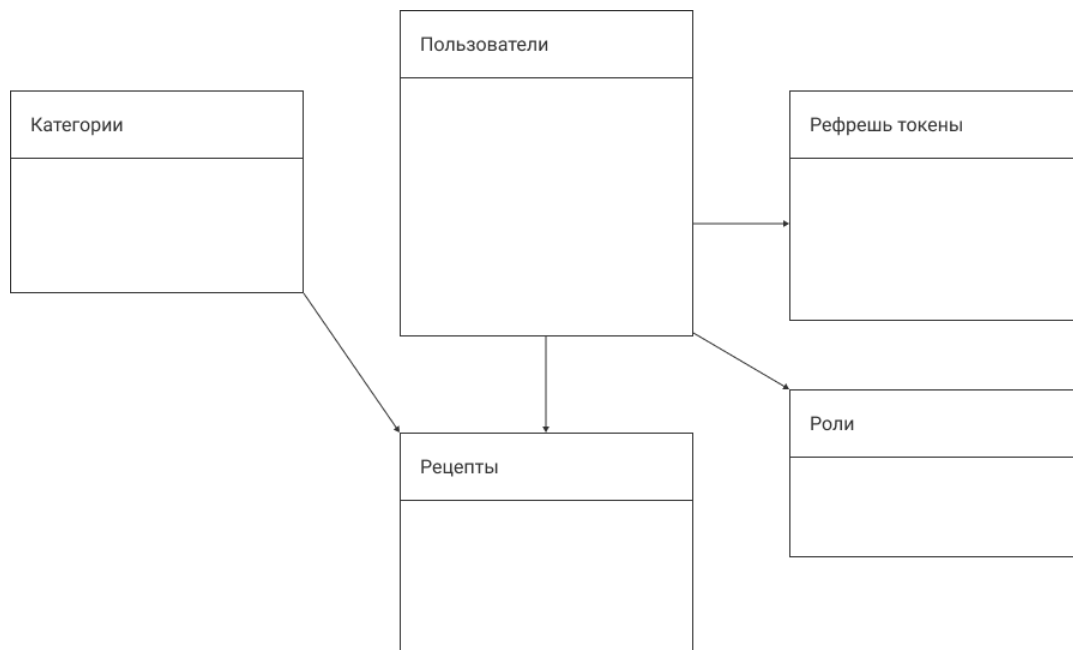 Пользователи
Категории
Рефрешь токены
Рецепты
Роли